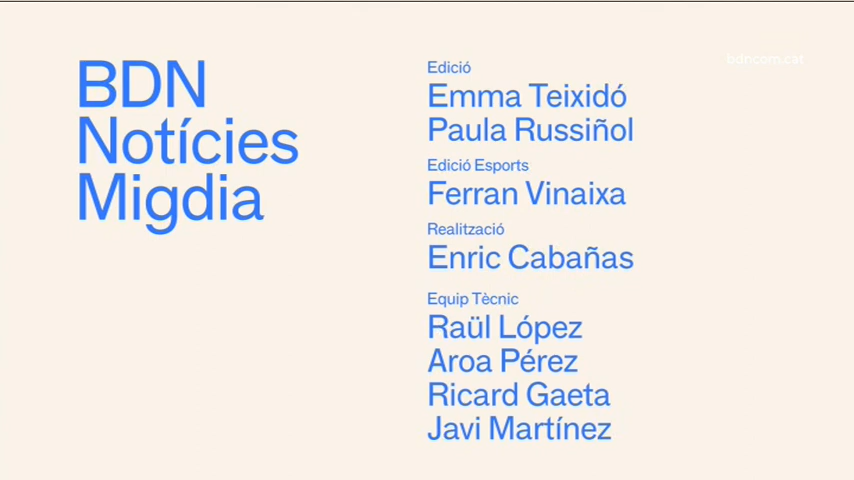 BDN
Notícies
Migdia
bdncom.cat
Edició
Emma Teixidó
Paula Russiñol
Edició Esports
Ferran Vinaixa
Realització
Enric Cabañas
Equip Tècnic
Raül López
Aroa Pérez
Ricard Gaeta
Javi Martínez